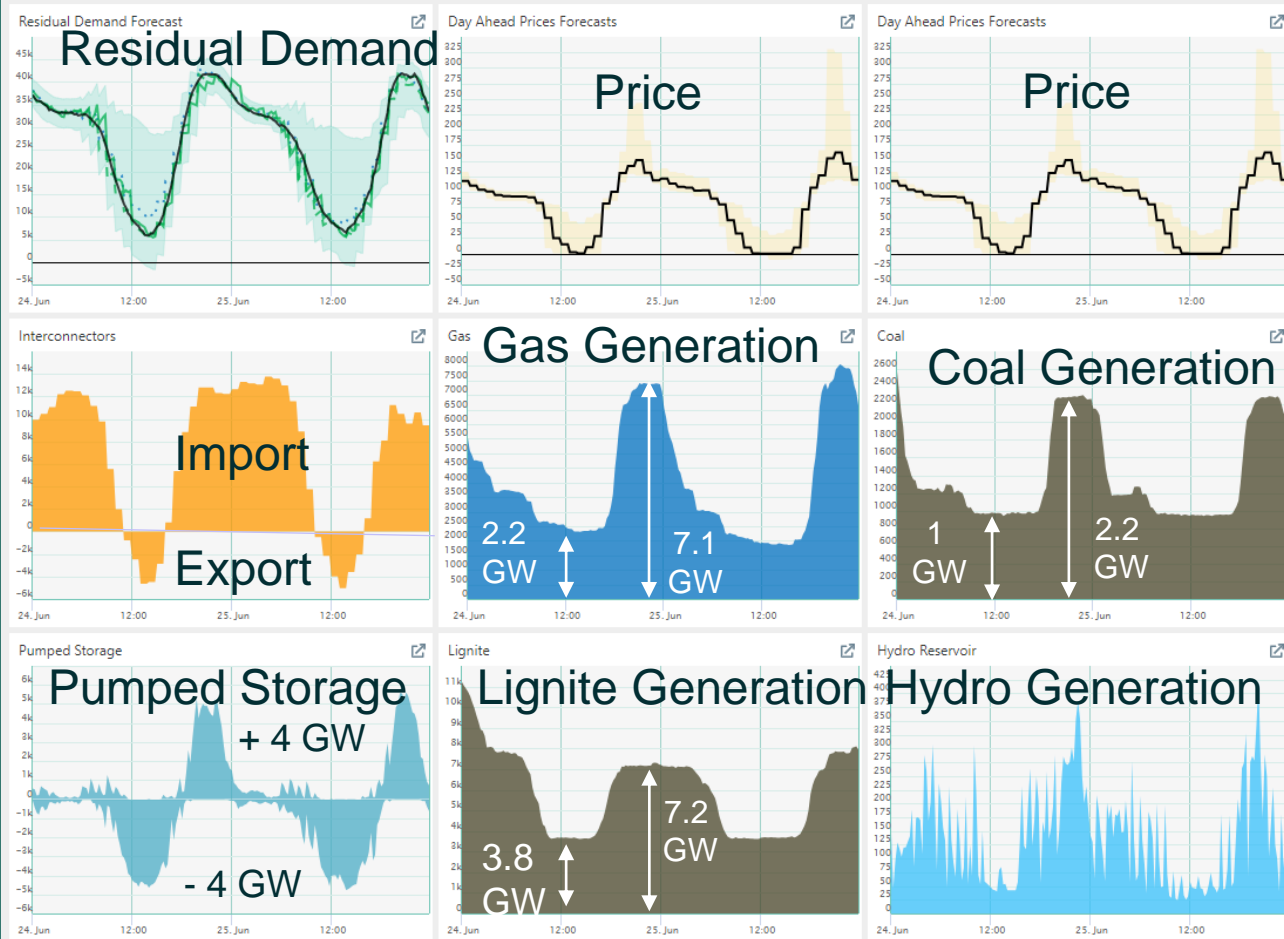 Residual Demand Forecast
Residual Demand
45k
40k
35k
30k
25k
20k
15k
10k
5k
0
−5k
24. Jun 12:00 25. Jun 12:00
Day Ahead Prices Forecasts
Price
325
300
275
250
225
200
175
150
125
100
75
50
25
0
−25
−50
24. Jun 12:00 25. Jun 12:00
Day Ahead Prices Forecasts
Price
325
300
275
250
225
200
175
150
125
100
75
50
25
0
−25
−50
24. Jun 12:00 25. Jun 12:00
Interconnectors
14k
12k
10k
8k
6k
4k
2k
0
−2k
−4k
−6k
Import
Export
24. Jun 12:00 25. Jun 12:00
Gas
Gas Generation
8000
7500
7000
6500
6000
5500
5000
4500
4000
3500
3000
2500
2000
1500
1000
500
0
2.2
GW
7.1
GW
24. Jun 12:00 25. Jun 12:00
Coal
Coal Generation
2600
2400
2200
2000
1800
1600
1400
1200
1000
800
600
400
200
0
1
GW
2.2
GW
24. Jun 12:00 25. Jun 12:00
Pumped Storage
Pumped Storage
6k
5k
4k
3k
2k
1k
0
−1k
−2k
−3k
−4k
−5k
−6k
+ 4 GW
- 4 GW
24. Jun 12:00 25. Jun 12:00
Lignite
Lignite Generation
11k
10k
9k
8k
7k
6k
5k
4k
3k
2k
1k
0
3.8
GW
7.2
GW
24. Jun 12:00 25. Jun 12:00
Hydro Reservoir
Hydro Generation
375
350
325
300
275
250
225
200
175
150
125
100
75
50
25
0
24. Jun 12:00 25. Jun 12:00